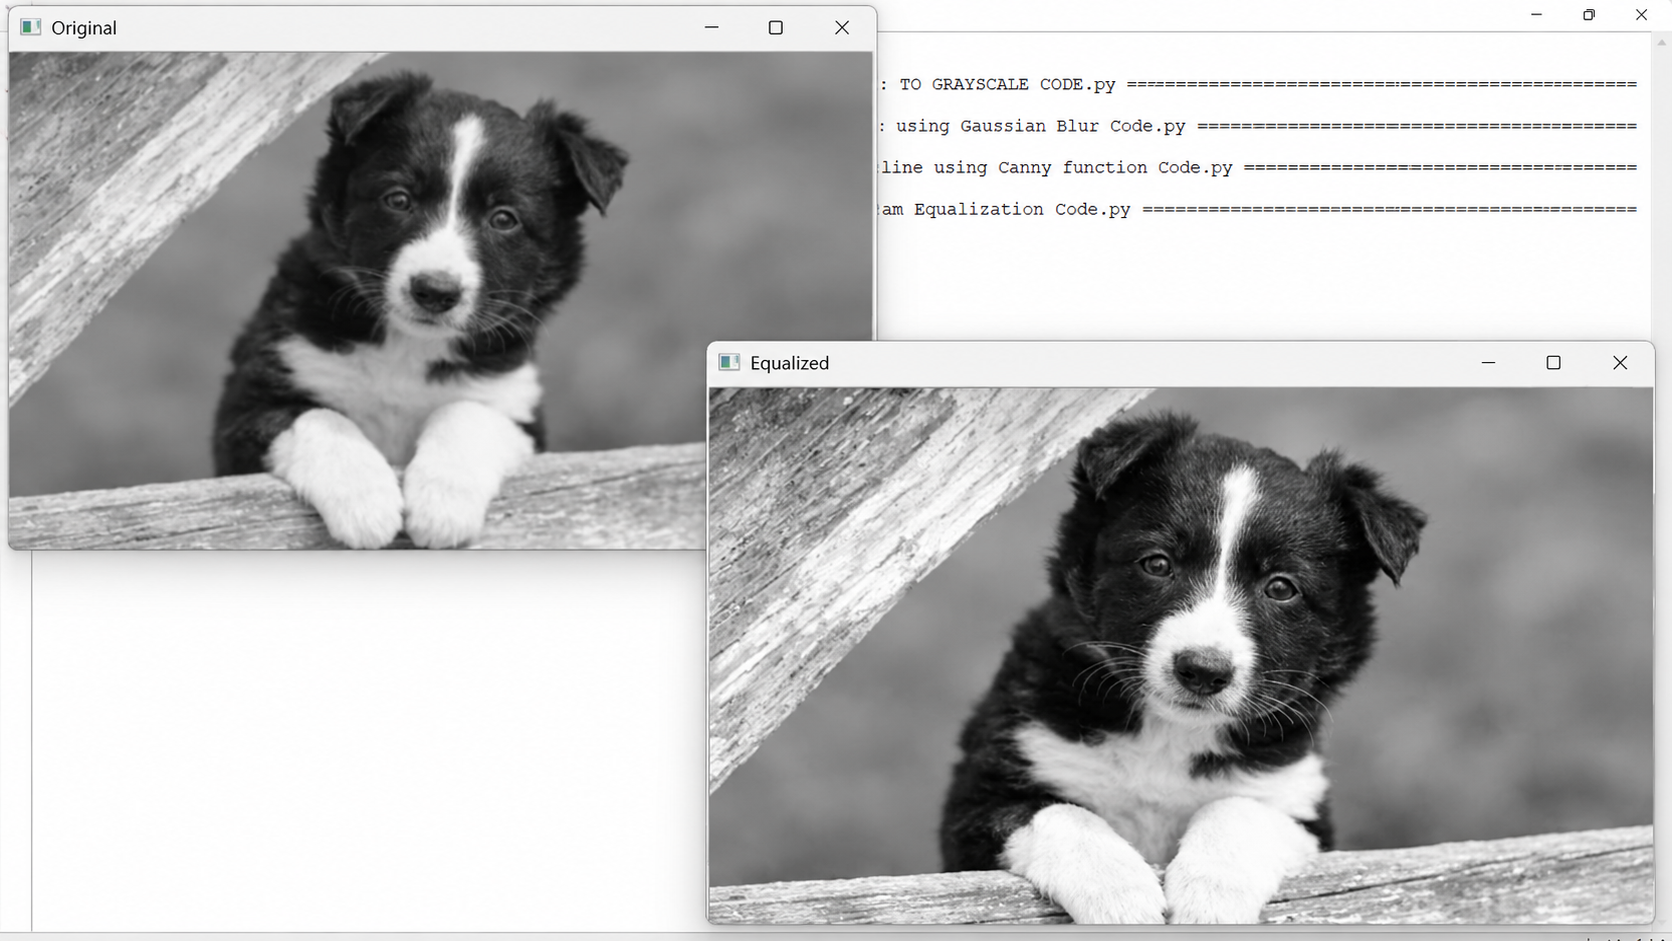 Original
: TO GRAYSCALE CODE.py ===============================================
: using Gaussian Blur Code.py ========================================
line using Canny function Code.py ====================================
am Equalization Code.py =============================================
Equalized